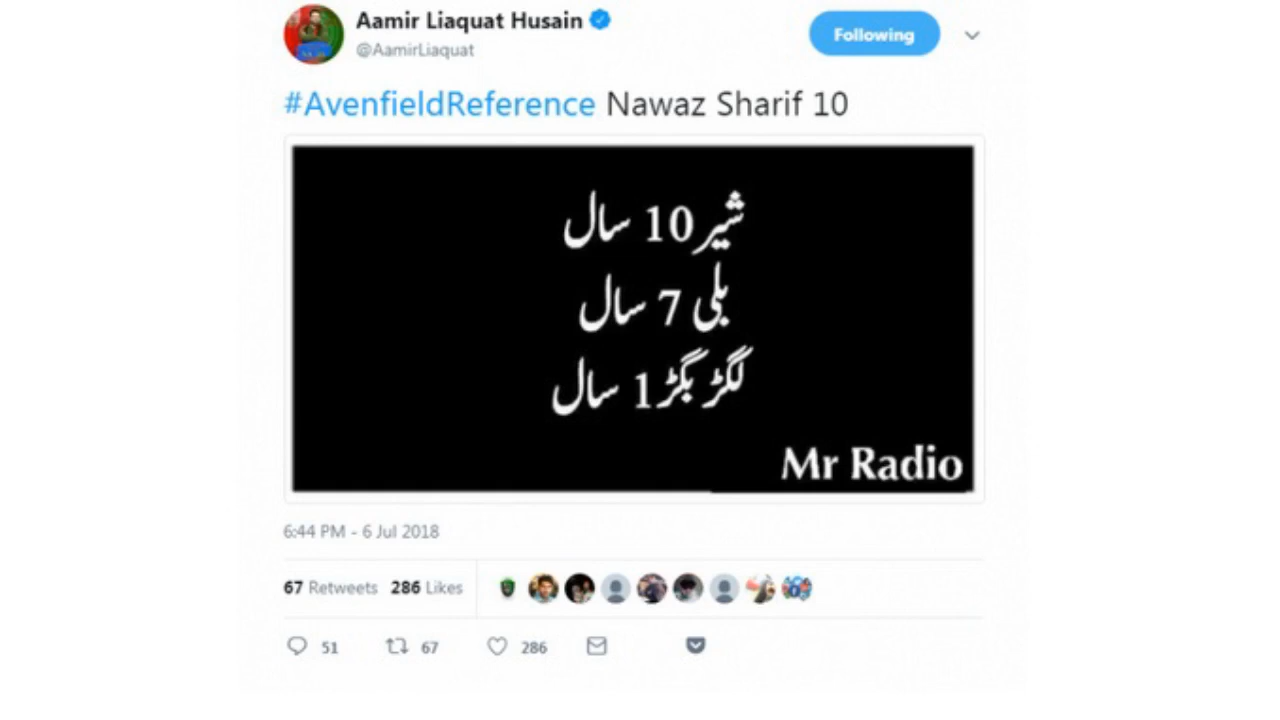 Aamir Liaquat Husain
@AamirLiaquat
Following
#AvenfieldReference Nawaz Sharif 10
شیر 10 سال
بلی 7 سال
لگڑ بگڑ 1 سال
Mr Radio
6:44 PM - 6 Jul 2018
67 Retweets 286 Likes
51 67 286